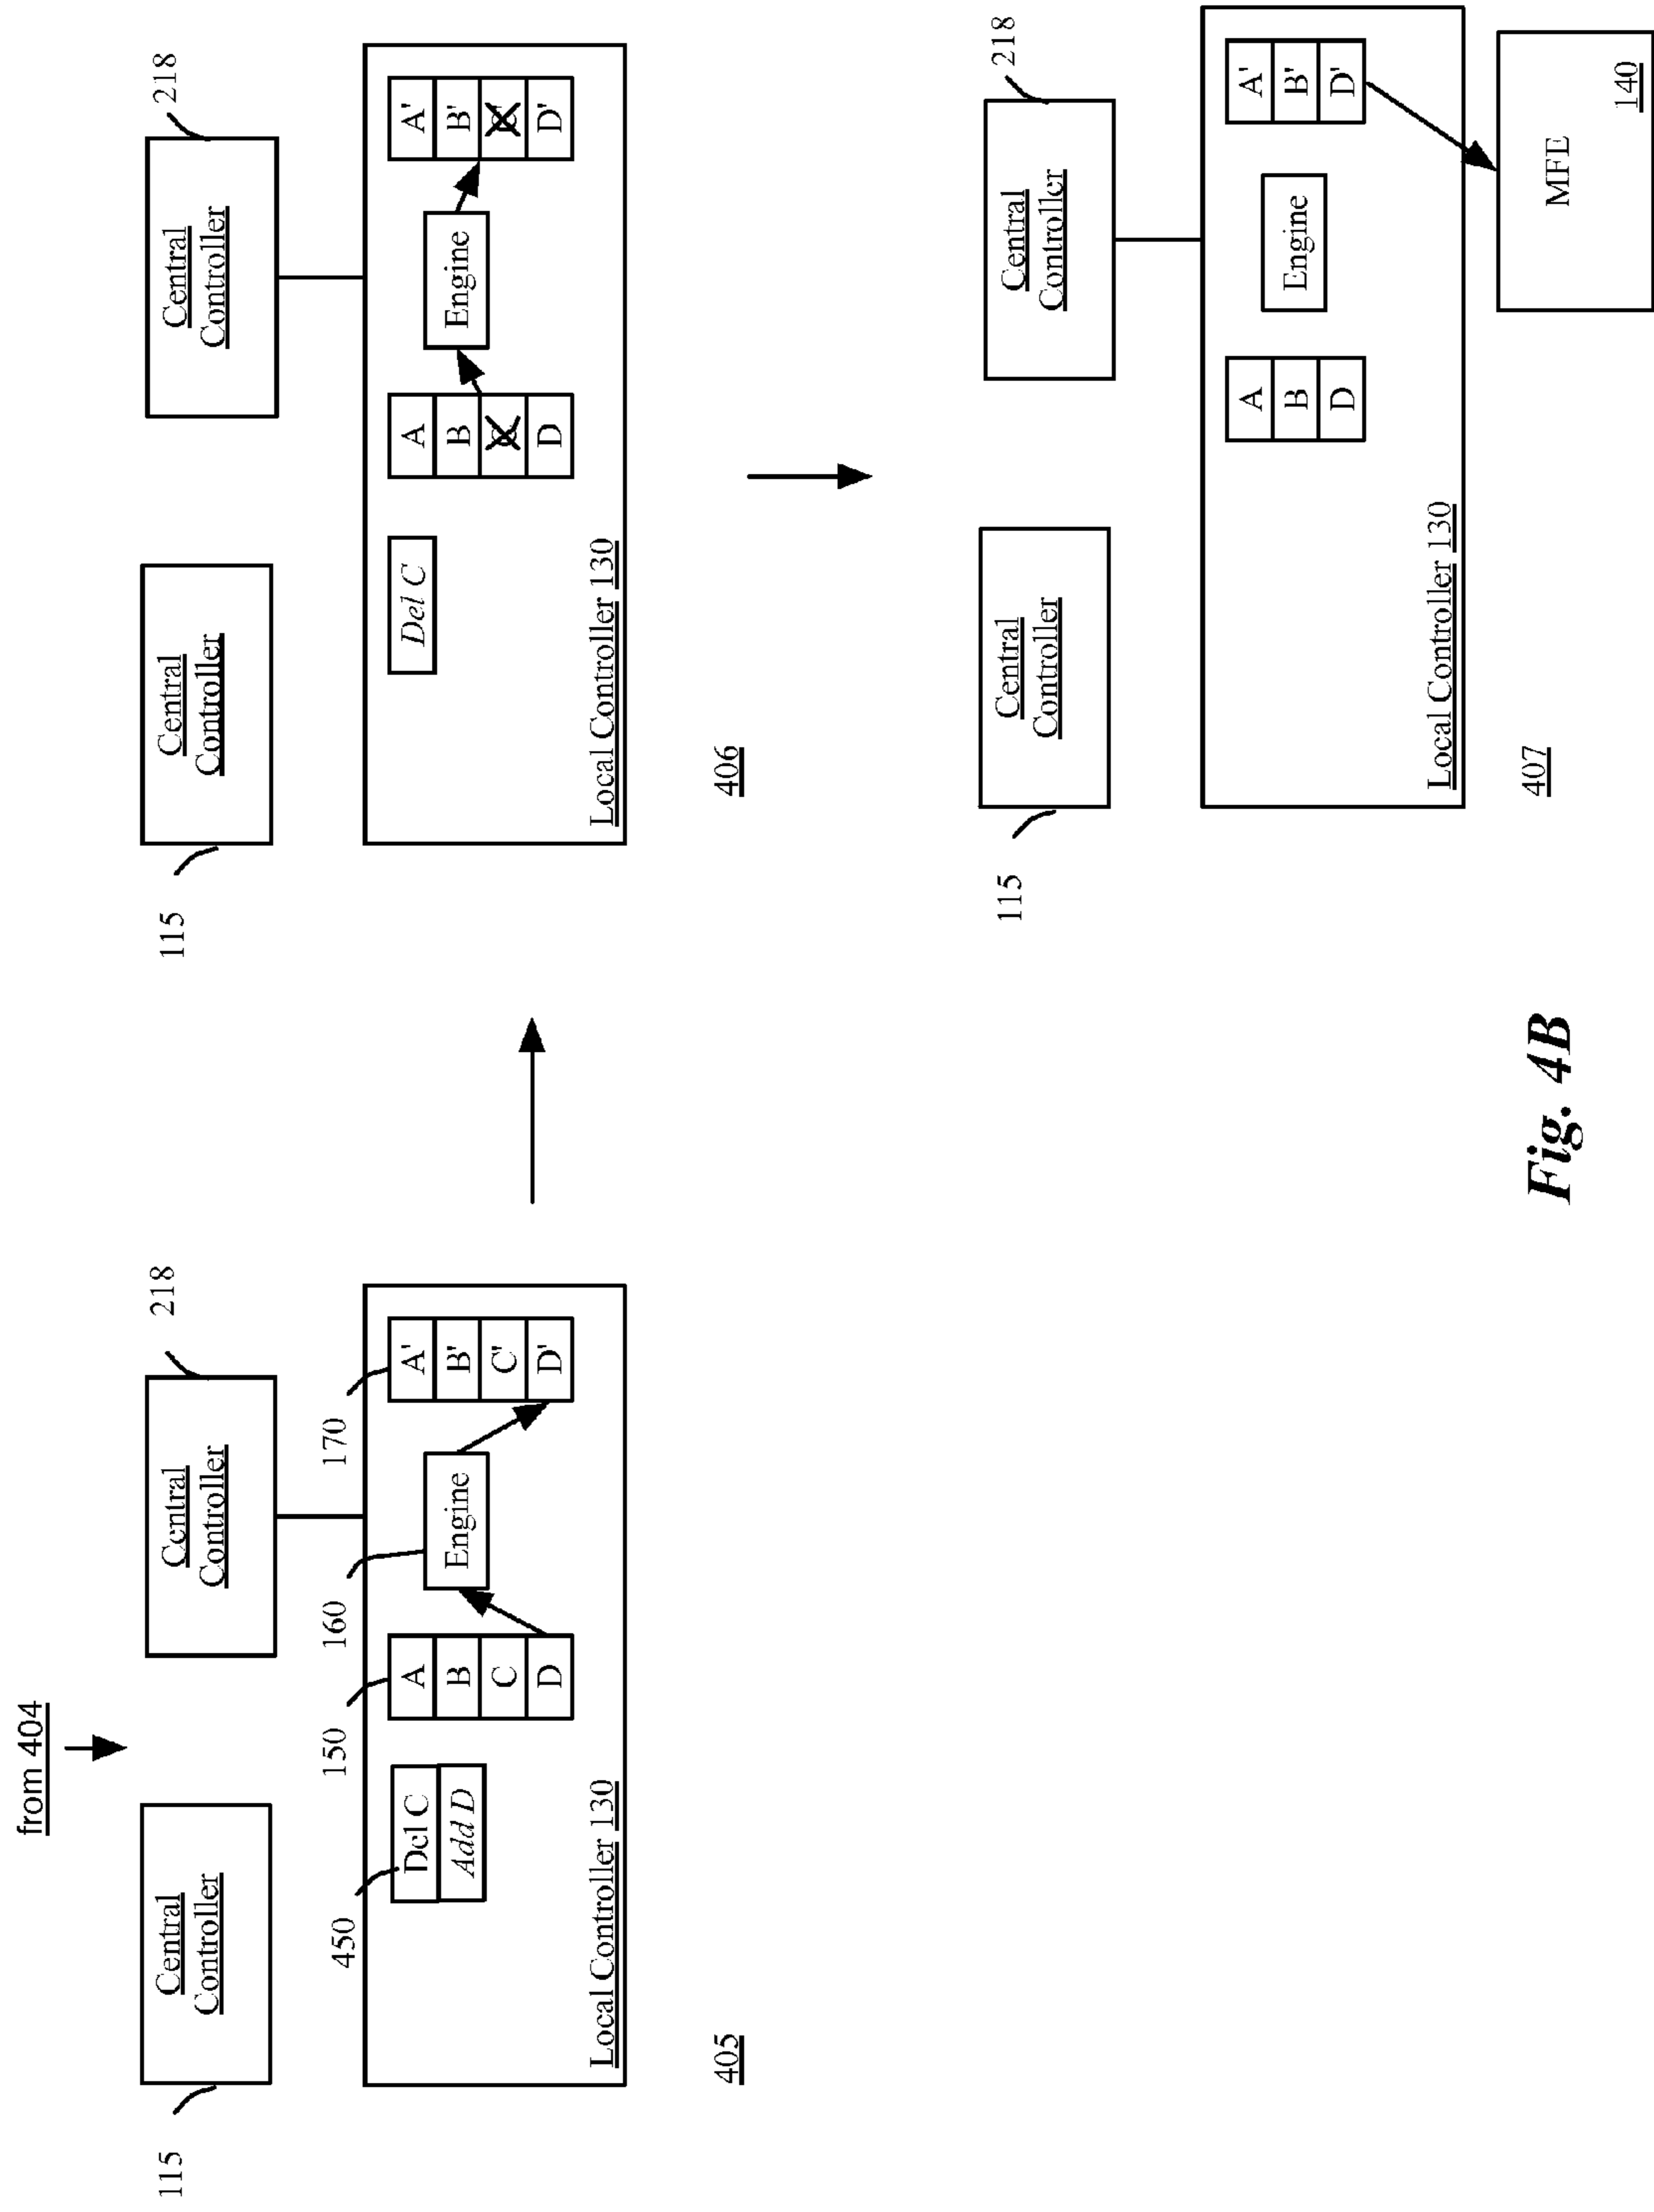 from 404
115
Central
Controller
Central
Controller
218
450
150
160
170
Del C
Add D
A
B
C
D
Engine
A'
B'
C'
D'
Local Controller 130
405
115
Central
Controller
Central
Controller
218
Del C
A
B
C
D
Engine
A'
B'
C'
D'
Local Controller 130
406
115
Central
Controller
Central
Controller
218
A
B
D
Engine
A'
B'
D'
Local Controller 130
MFE
140
407
Fig. 4B